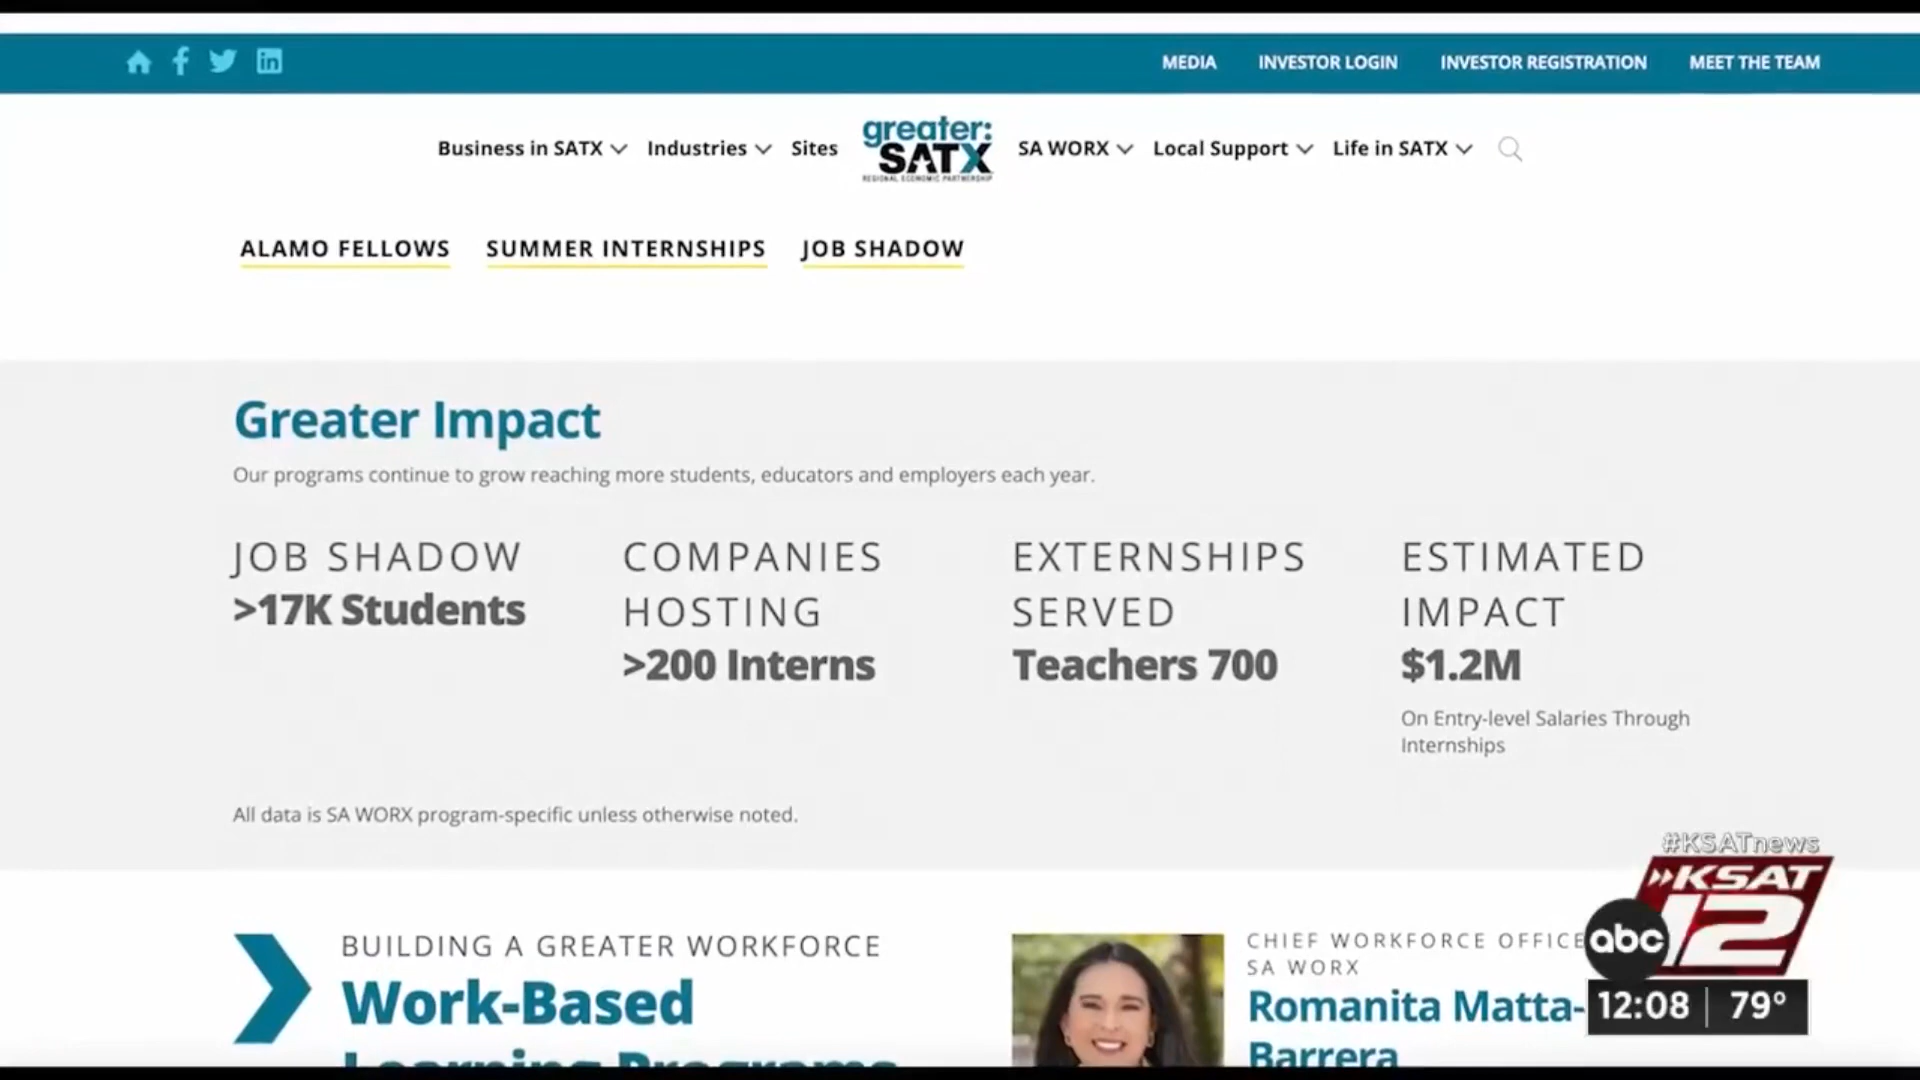 MEDIA INVESTOR LOGIN INVESTOR REGISTRATION MEET THE TEAM
Business in SATX Industries Sites
greater:
SATX
REGIONAL ECONOMIC PARTNERSHIP
SA WORX Local Support Life in SATX
ALAMO FELLOWS SUMMER INTERNSHIPS JOB SHADOW
Greater Impact
Our programs continue to grow reaching more students, educators and employers each year.
JOB SHADOW
>17K Students
COMPANIES
HOSTING
>200 Interns
EXTERNSHIPS
SERVED
Teachers 700
ESTIMATED
IMPACT
$1.2M
On Entry-level Salaries Through
Internships
All data is SA WORX program-specific unless otherwise noted.
BUILDING A GREATER WORKFORCE
Work-Based
Learning Programs
CHIEF WORKFORCE OFFICE
SA WORX
Romanita Matta-
Barrera
#KSATnews
KSAT
12
abc
12:08 79°